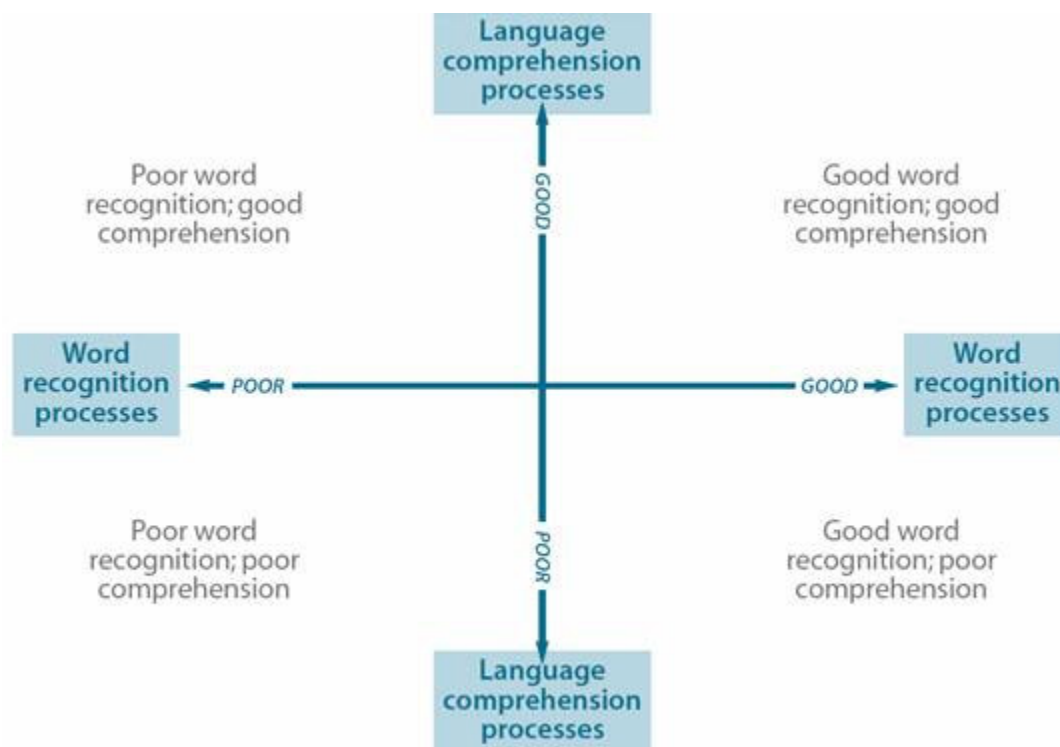 Language
comprehension
processes
GOOD
Poor word
recognition; good
comprehension
Good word
recognition; good
comprehension
Word
recognition
processes
POOR
GOOD
Word
recognition
processes
Poor word
recognition; poor
comprehension
POOR
Good word
recognition; poor
comprehension
Language
comprehension
processes